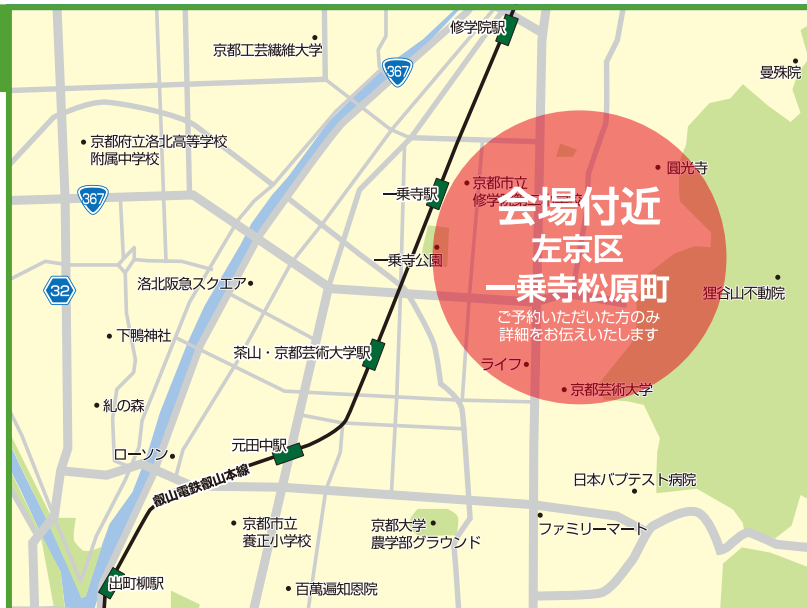 修学院駅
京都工芸繊維大学
367
曼殊院
京都府立洛北高等学校
附属中学校
圓光寺
京都市立
修学院第二
校
一乗寺駅
367
会場付近
左京区
一乗寺松原町
ご予約いただいた方のみ
詳細をお伝えいたします
一乗寺公園
32
洛北阪急スクエア
狸谷山不動院
下鴨神社
茶山・京都芸術大学駅
ライフ
京都芸術大学
糺の森
元田中駅
ローソン
叡山電鉄叡山本線
日本バプテスト病院
京都市立
養正小学校
京都大学
農学部グラウンド
ファミリーマート
出町柳駅
百萬遍知恩院